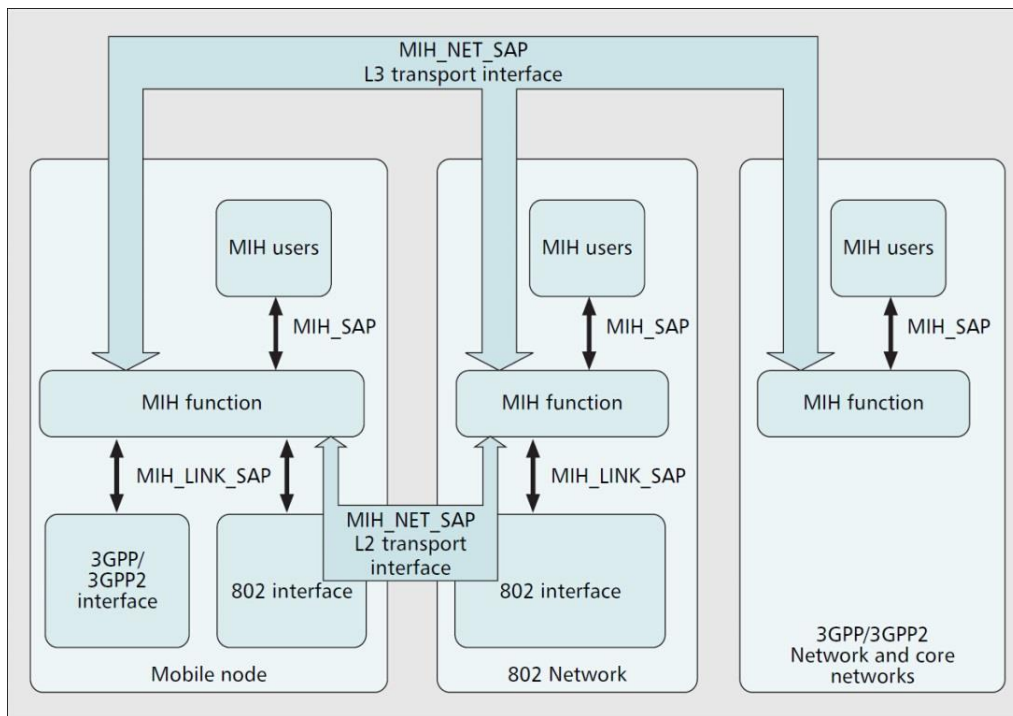 MIH_NET_SAP
L3 transport interface
MIH users
MIH users
MIH users
MIH_SAP
MIH_SAP
MIH_SAP
MIH function
MIH function
MIH function
MIH_LINK_SAP
MIH_LINK_SAP
MIH_NET_SAP
L2 transport
interface
3GPP/
3GPP2
interface
802 interface
802 interface
Mobile node
802 Network
3GPP/3GPP2
Network and core
networks